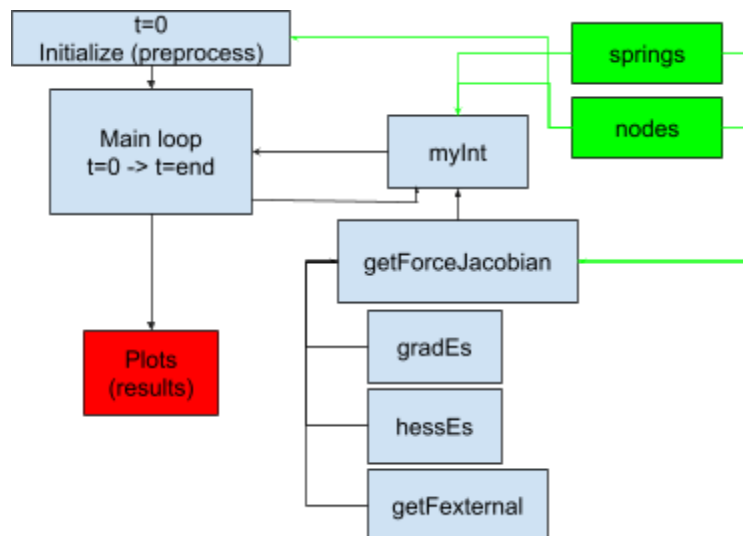 t=0
Initialize (preprocess)
springs
nodes
Main loop
t=0 -> t=end
myInt
getForceJacobian
Plots
(results)
gradEs
hessEs
getFexternal